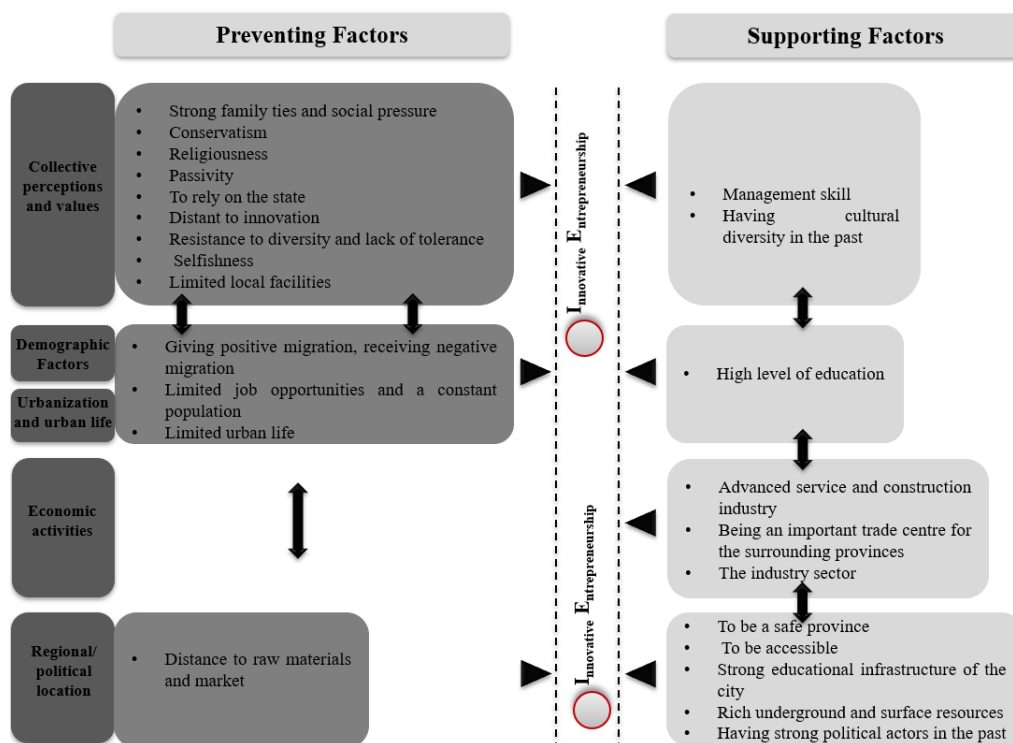 Preventing Factors
Supporting Factors
Collective
perceptions
and values
• Strong family ties and social pressure
• Conservatism
• Religiousness
• Passivity
• To rely on the state
• Distant to innovation
• Resistance to diversity and lack of tolerance
• Selfishness
• Limited local facilities
Innovative Entrepreneurship
• Management skill
• Having cultural
diversity in the past
Demographic
Factors
Urbanization
and urban life
• Giving positive migration, receiving negative
migration
• Limited job opportunities and a constant
population
• Limited urban life
• High level of education
Economic
activities
Innovative Entrepreneurship
• Advanced service and construction
industry
• Being an important trade centre for
the surrounding provinces
• The industry sector
Regional/
political
location
• Distance to raw materials
and market
• To be a safe province
• To be accessible
• Strong educational infrastructure of the
city
• Rich underground and surface resources
• Having strong political actors in the past